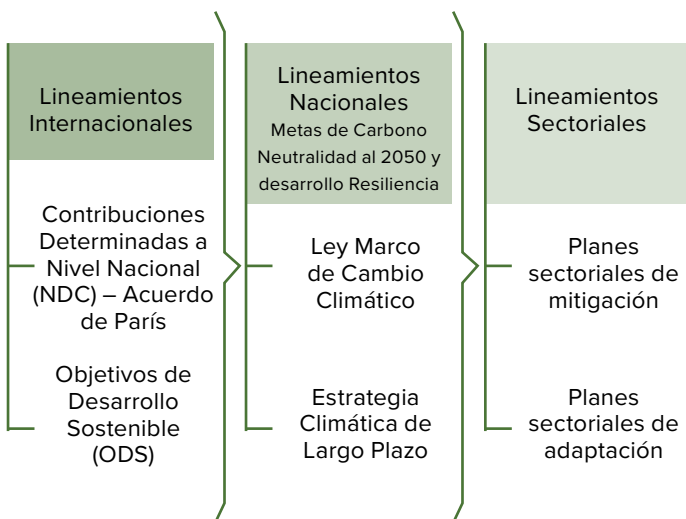 Lineamientos
Internacionales
Contribuciones
Determinadas a
Nivel Nacional
(NDC) – Acuerdo
de París
Objetivos de
Desarrollo
Sostenible
(ODS)
Lineamientos
Nacionales
Metas de Carbono
Neutralidad al 2050 y
desarrollo Resiliencia
Ley Marco
de Cambio
Climático
Estrategia
Climática de
Largo Plazo
Lineamientos
Sectoriales
Planes
sectoriales de
mitigación
Planes
sectoriales de
adaptación